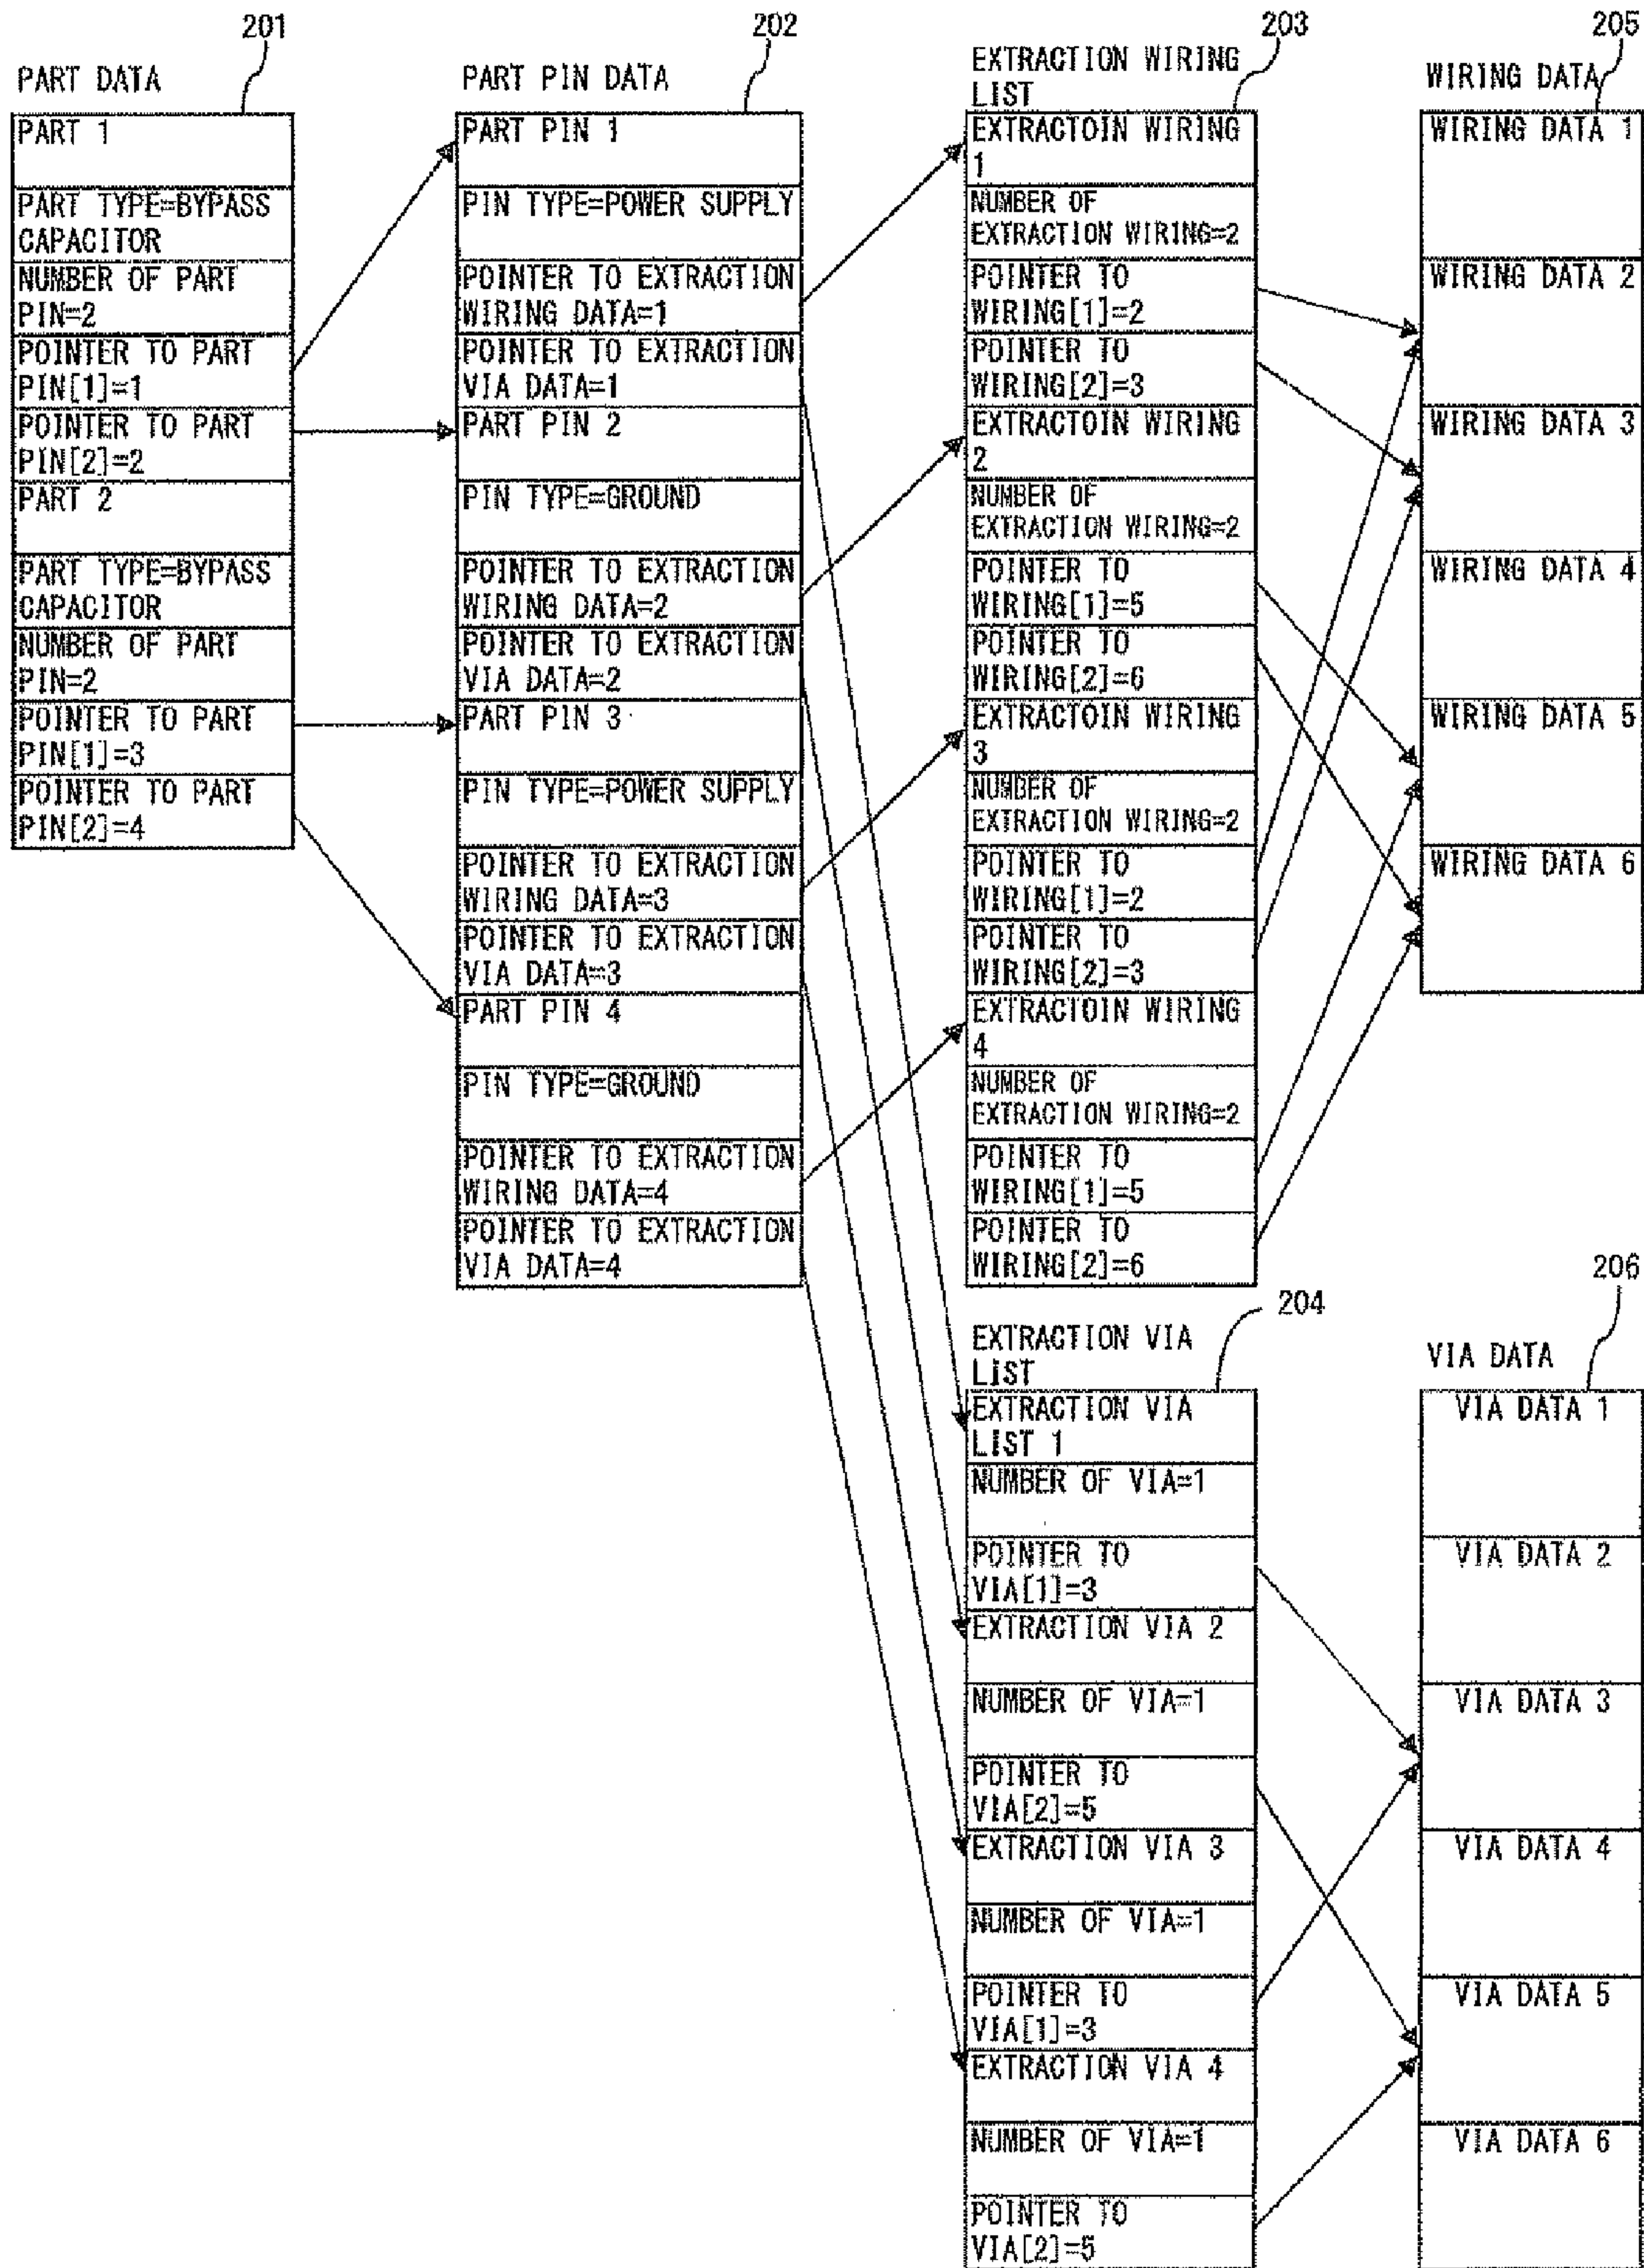 201
PART DATA
PART 1
PART TYPE=BYPASS
CAPACITOR
NUMBER OF PART
PIN=2
POINTER TO PART
PIN[1]=1
POINTER TO PART
PIN[2]=2
PART 2
PART TYPE=BYPASS
CAPACITOR
NUMBER OF PART
PIN=2
POINTER TO PART
PIN[1]=3
POINTER TO PART
PIN[2]=4
202
PART PIN DATA
PART PIN 1
PIN TYPE=POWER SUPPLY
POINTER TO EXTRACTION
WIRING DATA=1
POINTER TO EXTRACTION
VIA DATA=1
PART PIN 2
PIN TYPE=GROUND
POINTER TO EXTRACTION
WIRING DATA=2
POINTER TO EXTRACTION
VIA DATA=2
PART PIN 3
PIN TYPE=POWER SUPPLY
POINTER TO EXTRACTION
WIRING DATA=3
POINTER TO EXTRACTION
VIA DATA=3
PART PIN 4
PIN TYPE=GROUND
POINTER TO EXTRACTION
WIRING DATA=4
POINTER TO EXTRACTION
VIA DATA=4
203
EXTRACTION WIRING
LIST
EXTRACTOIN WIRING
1
NUMBER OF
EXTRACTION WIRING=2
POINTER TO
WIRING[1]=2
POINTER TO
WIRING[2]=3
EXTRACTOIN WIRING
2
NUMBER OF
EXTRACTION WIRING=2
POINTER TO
WIRING[1]=5
POINTER TO
WIRING[2]=6
EXTRACTOIN WIRING
3
NUMBER OF
EXTRACTION WIRING=2
POINTER TO
WIRING[1]=2
POINTER TO
WIRING[2]=3
EXTRACTOIN WIRING
4
NUMBER OF
EXTRACTION WIRING=2
POINTER TO
WIRING[1]=5
POINTER TO
WIRING[2]=6
205
WIRING DATA
WIRING DATA 1
WIRING DATA 2
WIRING DATA 3
WIRING DATA 4
WIRING DATA 5
WIRING DATA 6
204
EXTRACTION VIA
LIST
EXTRACTION VIA
LIST 1
NUMBER OF VIA=1
POINTER TO
VIA[1]=3
EXTRACTION VIA 2
NUMBER OF VIA=1
POINTER TO
VIA[2]=5
EXTRACTION VIA 3
NUMBER OF VIA=1
POINTER TO
VIA[1]=3
EXTRACTION VIA 4
NUMBER OF VIA=1
POINTER TO
VIA[2]=5
206
VIA DATA
VIA DATA 1
VIA DATA 2
VIA DATA 3
VIA DATA 4
VIA DATA 5
VIA DATA 6